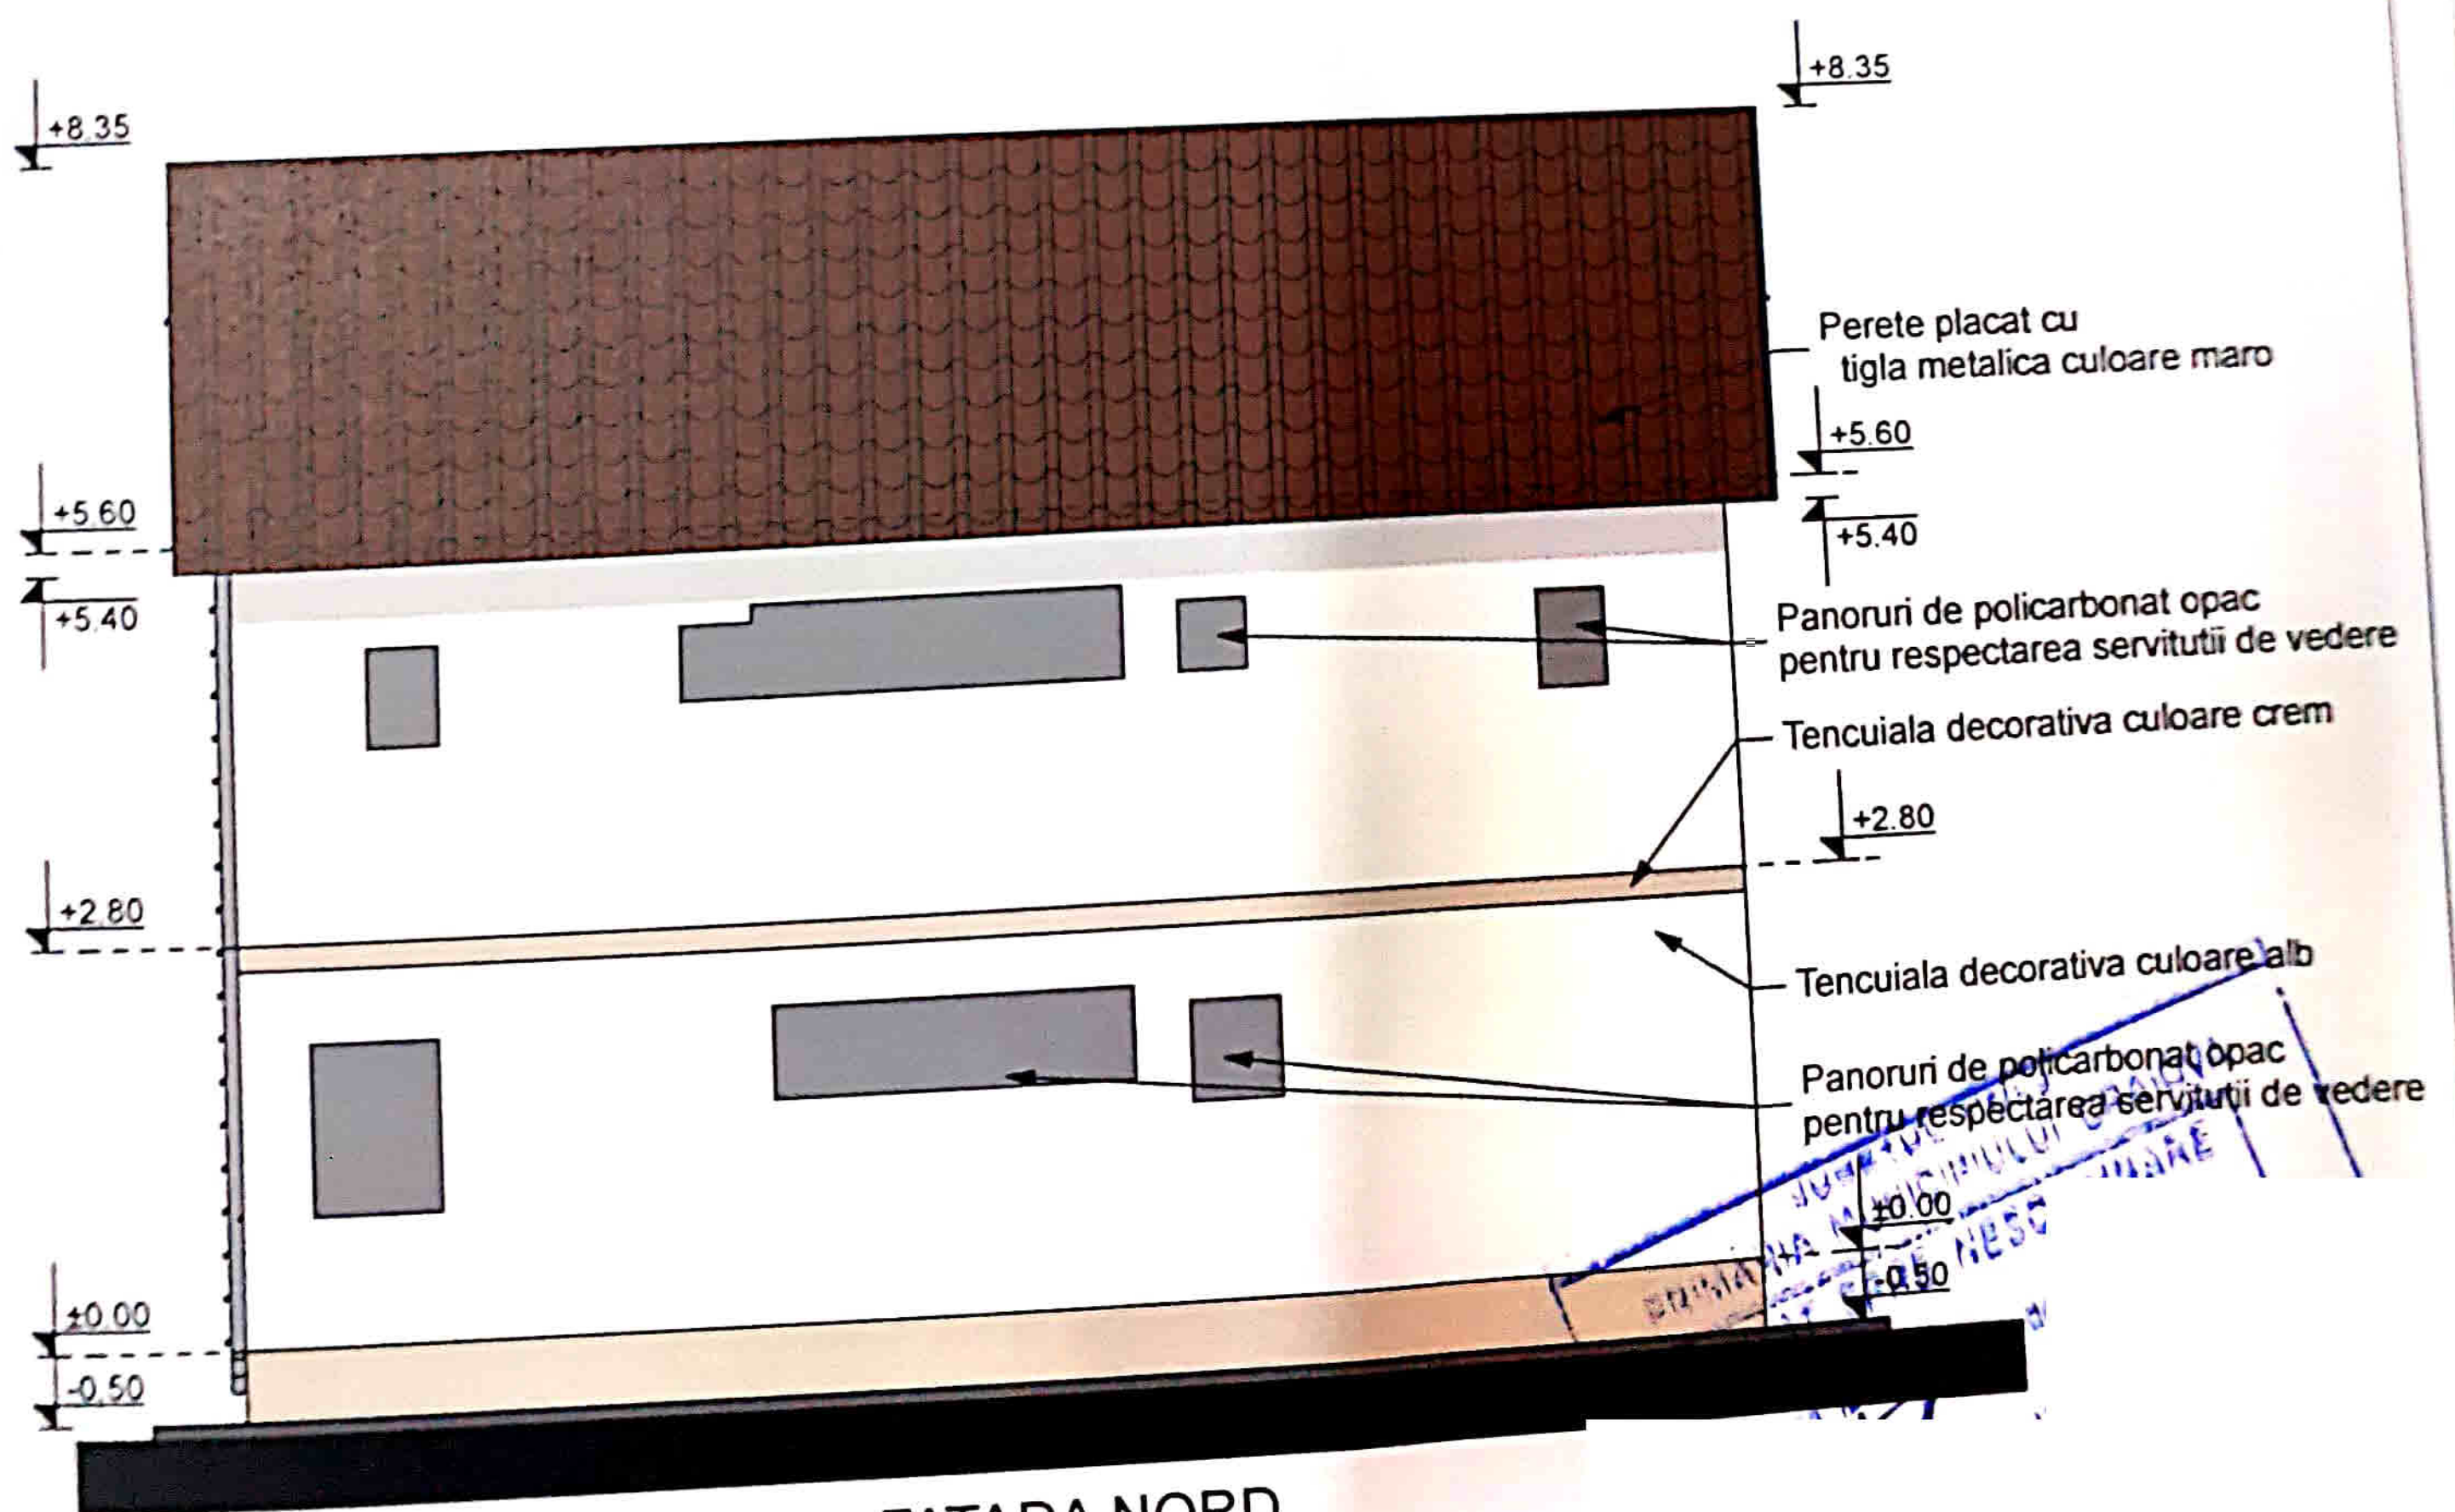 +8.35
+8.35
Perete placat cu
tigla metalica culoare maro
+5.60
+5.60
+5.40
+5.40
Panoruri de policarbonat opac
pentru respectarea servitutii de vedere
Tencuiala decorativa culoare crem
+2.80
+2.80
Tencuiala decorativa culoare alb
Panoruri de policarbonat opac
pentru respectarea servitutii de vedere
±0.00
-0.50
±0.00
-0.50
FATADA NORD